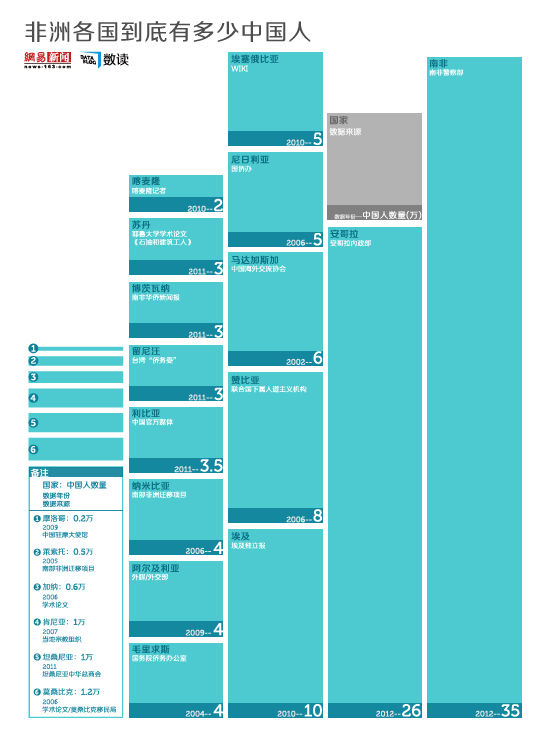 非洲各国到底有多少中国人
網易 新闻
news.163.com
DATA BLOG 数读
埃塞俄比亚
WIKI
2010-- 5
南非
南非警察部
2012-- 35
国家
数据来源
数据年份-- 中国人数量(万)
尼日利亚
国侨办
2006-- 5
喀麦隆
喀麦隆记者
2010-- 2
苏丹
耶鲁大学学术论文
《石油和建筑工人》
2011-- 3
安哥拉
安哥拉内政部
2012-- 26
马达加斯加
中国海外交流协会
2002-- 6
博茨瓦纳
南非华侨新闻报
2011-- 3
留尼汪
台湾“侨务委”
2011-- 3
赞比亚
联合国下属人道主义机构
2006-- 8
利比亚
中国官方媒体
2011-- 3.5
纳米比亚
南部非洲迁移项目
2006-- 4
埃及
埃及独立报
2010-- 10
阿尔及利亚
外媒/外交部
2009-- 4
毛里求斯
国务院侨务办公室
2004-- 4
1
2
3
4
5
6
备注
国家：中国人数量
数据年份
数据来源
1 摩洛哥：0.2万
2009
中国驻摩大使馆
2 莱索托：0.5万
2005
南部非洲迁移项目
3 加纳：0.6万
2006
学术论文
4 肯尼亚：1万
2007
当地宗教组织
5 坦桑尼亚：1万
2011
坦桑尼亚中华总商会
6 莫桑比克：1.2万
2006
学术论文/莫桑比克移民局